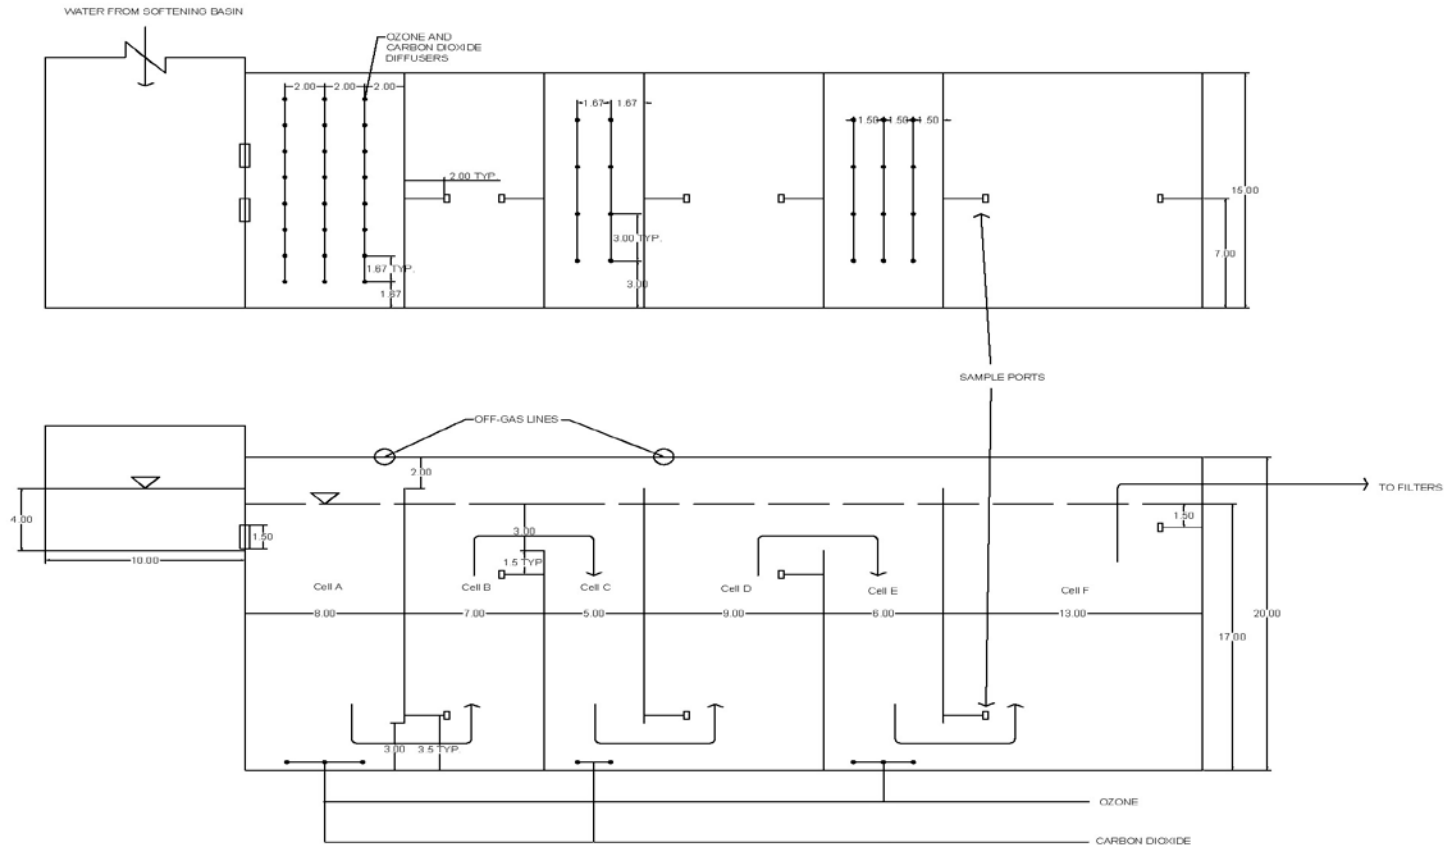 WATER FROM SOFTENING BASIN
OZONE AND
CARBON DIOXIDE
DIFFUSERS
2.00
2.00
2.00
1.67
1.67
1.50
1.50
1.50
2.00 TYP.
15.00
3.00 TYP.
7.00
1.67 TYP.
3.00
1.67
SAMPLE PORTS
OFF-GAS LINES
2.00
TO FILTERS
4.00
1.50
3.00
1.50
10.00
1.5 TYP
Cell A
Cell B
Cell C
Cell D
Cell E
Cell F
8.00
7.00
5.00
9.00
6.00
13.00
20.00
17.00
3.00
3.5 TYP
OZONE
CARBON DIOXIDE